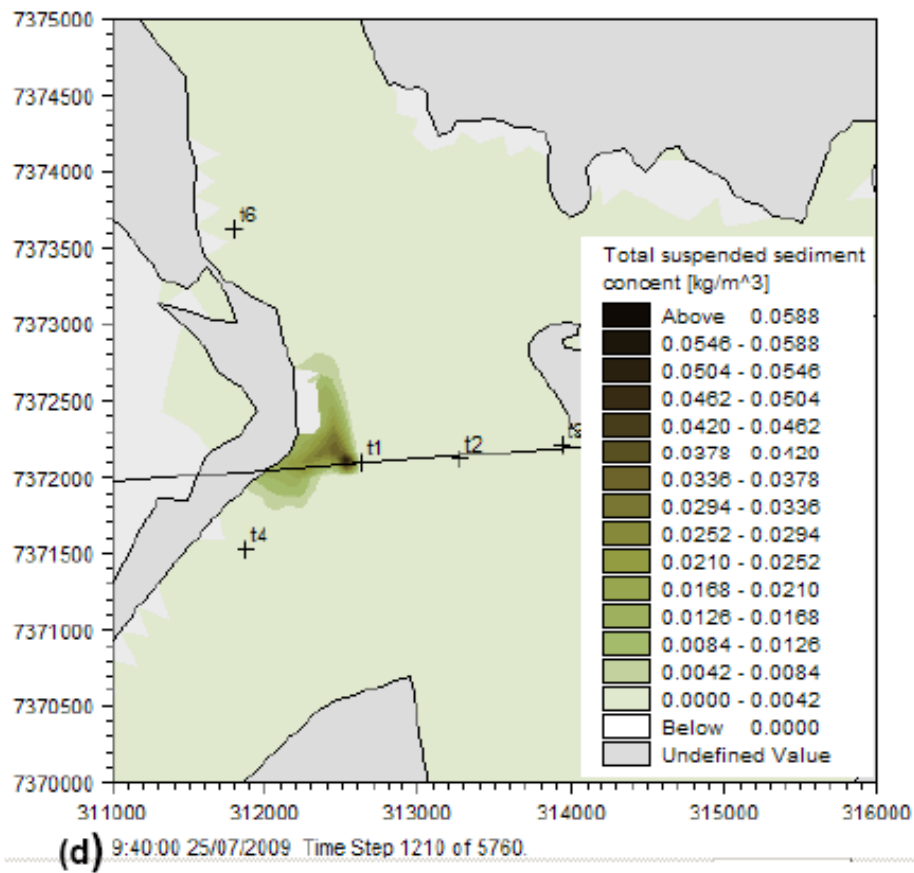 7375000
7374500
7374000
t6
7373500
Total suspended sediment
concent [kg/m^3]
7373000
Above 0.0588
0.0546 - 0.0588
0.0504 - 0.0546
7372500
0.0462 - 0.0504
0.0420 - 0.0462
t1 t2
0.0378 - 0.0420
7372000
0.0336 - 0.0378
0.0294 - 0.0336
t4
0.0252 - 0.0294
7371500
0.0210 - 0.0252
0.0168 - 0.0210
7371000
0.0126 - 0.0168
0.0084 - 0.0126
0.0042 - 0.0084
7370500
0.0000 - 0.0042
Below 0.0000
Undefined Value
7370000
311000 312000 313000 314000 315000 316000
(d) 9:40:00 25/07/2009 Time Step 1210 of 5760.